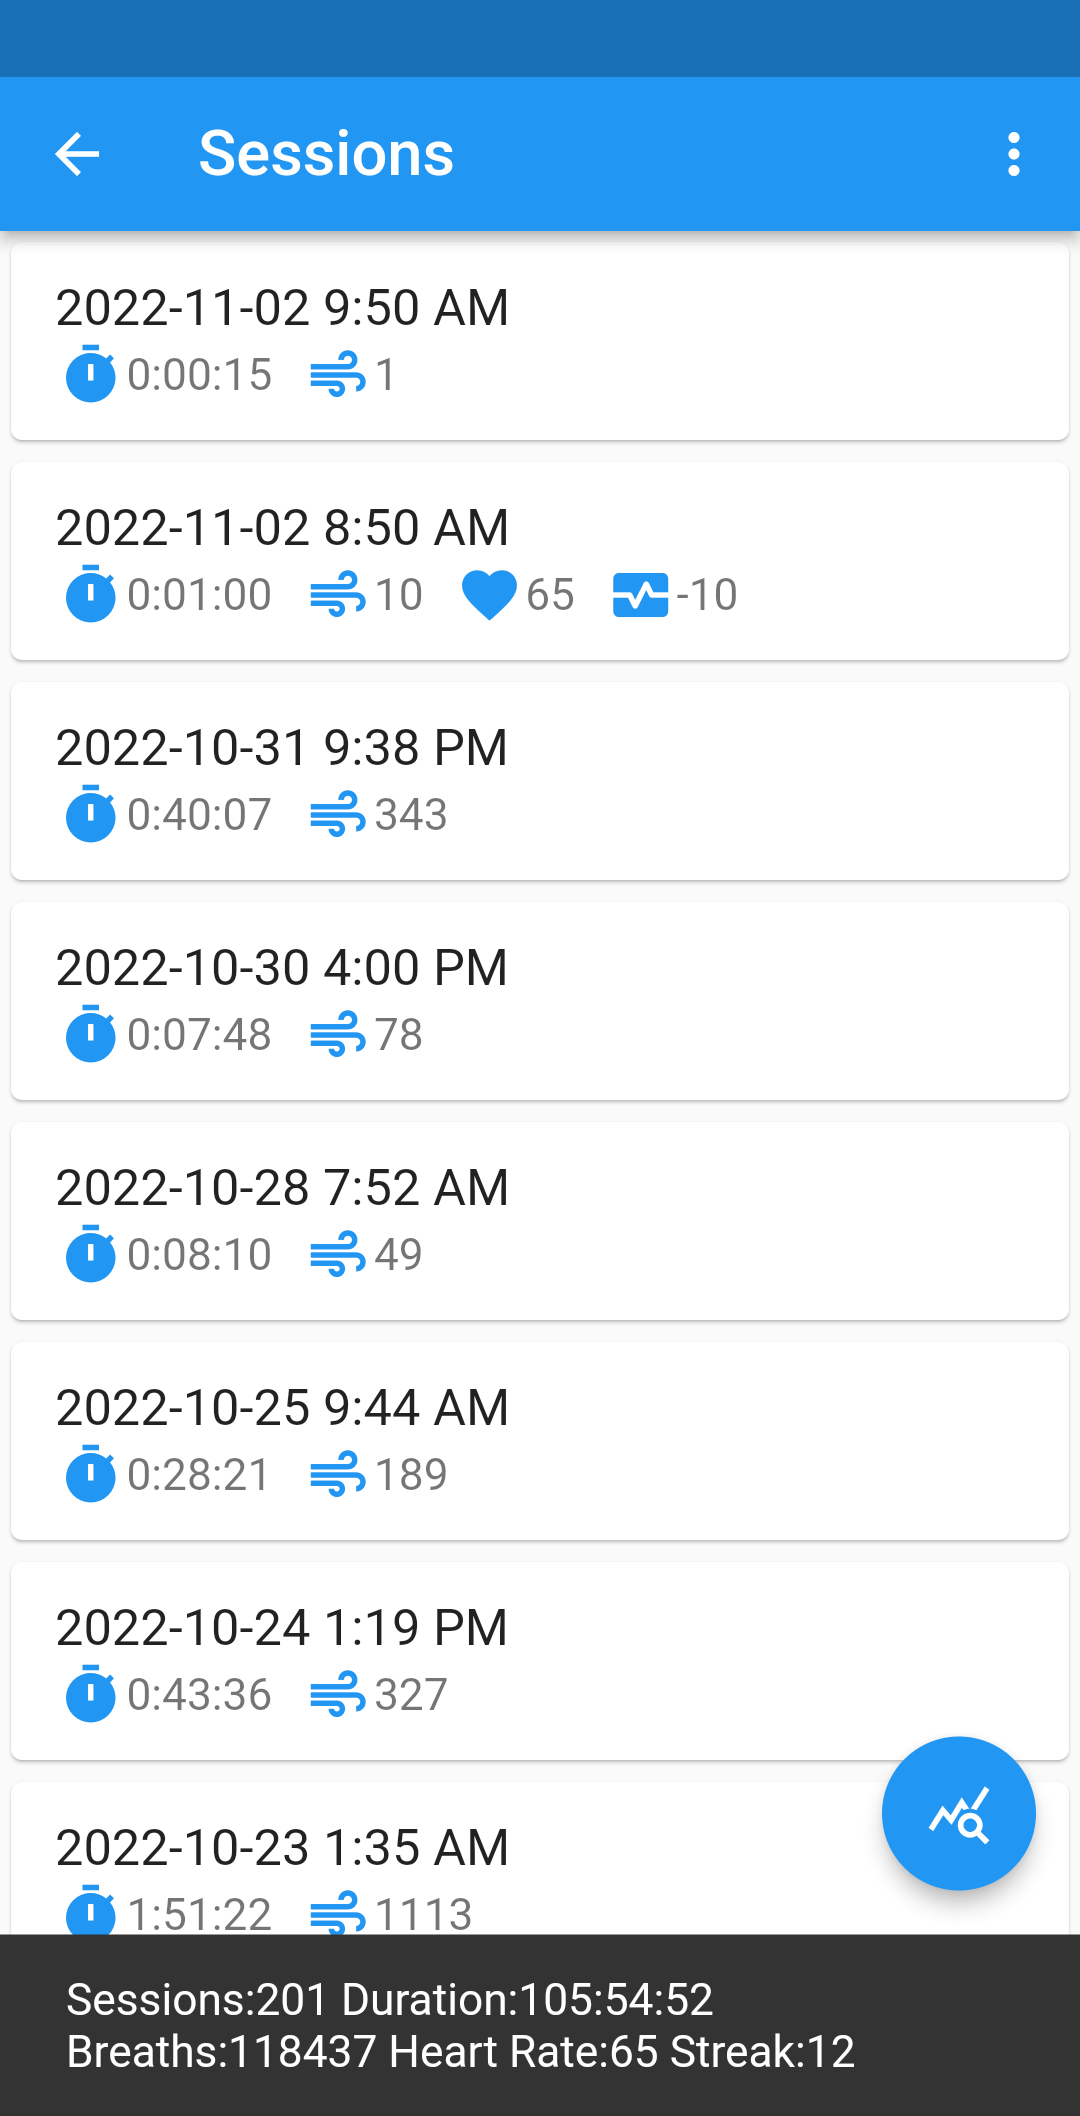 Sessions
2022-11-02 9:50 AM
0:00:15 1
2022-11-02 8:50 AM
0:01:00 10 65 -10
2022-10-31 9:38 PM
0:40:07 343
2022-10-30 4:00 PM
0:07:48 78
2022-10-28 7:52 AM
0:08:10 49
2022-10-25 9:44 AM
0:28:21 189
2022-10-24 1:19 PM
0:43:36 327
2022-10-23 1:35 AM
1:51:22 1113
Sessions:201 Duration:105:54:52
Breaths:118437 Heart Rate:65 Streak:12